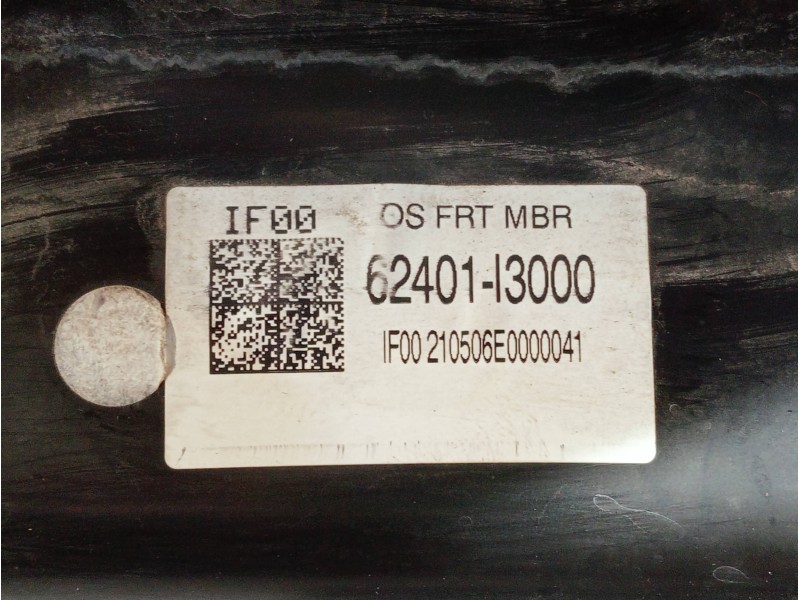 IF00
OS FRT MBR
62401-I3000
IF00 210506E0000041